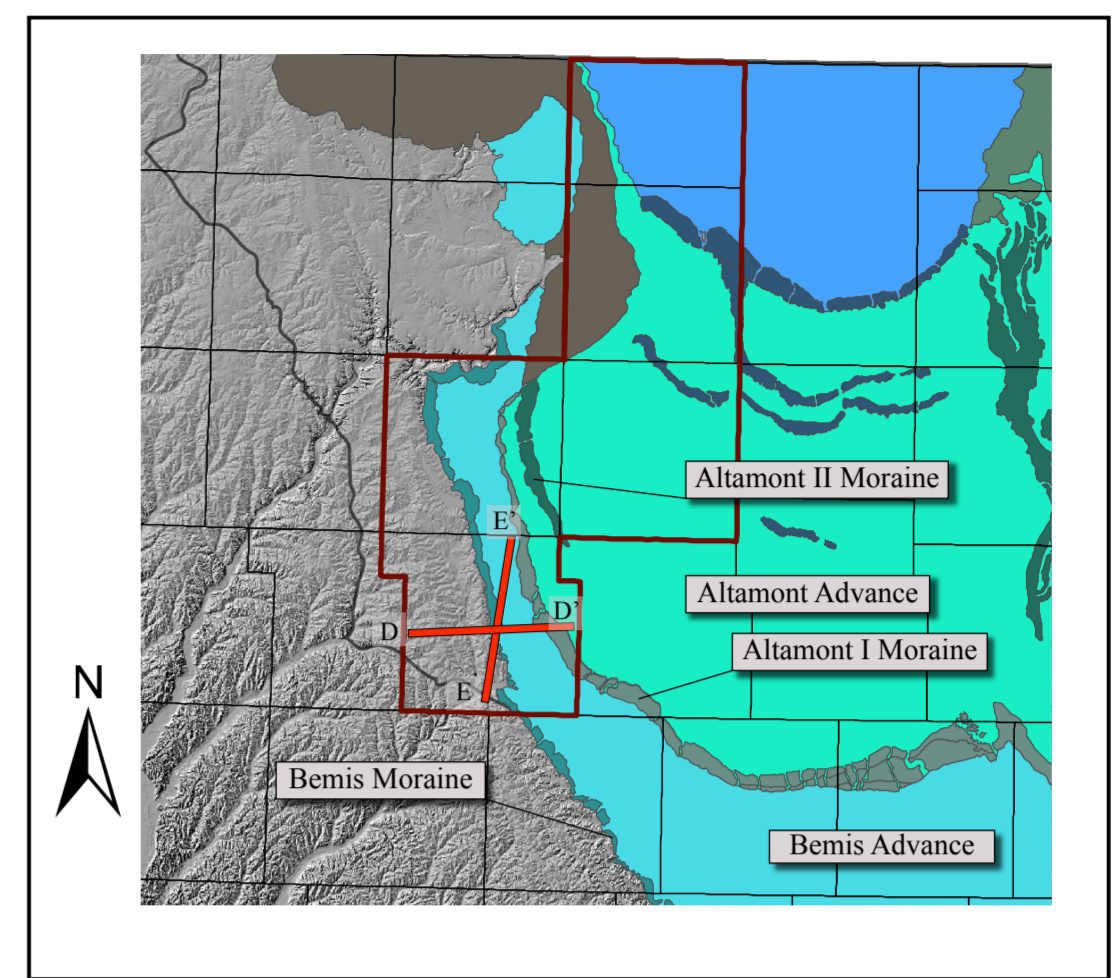 Altamont II Moraine
E’
Altamont Advance
D’
D
Altamont I Moraine
E
N
Bemis Moraine
Bemis Advance